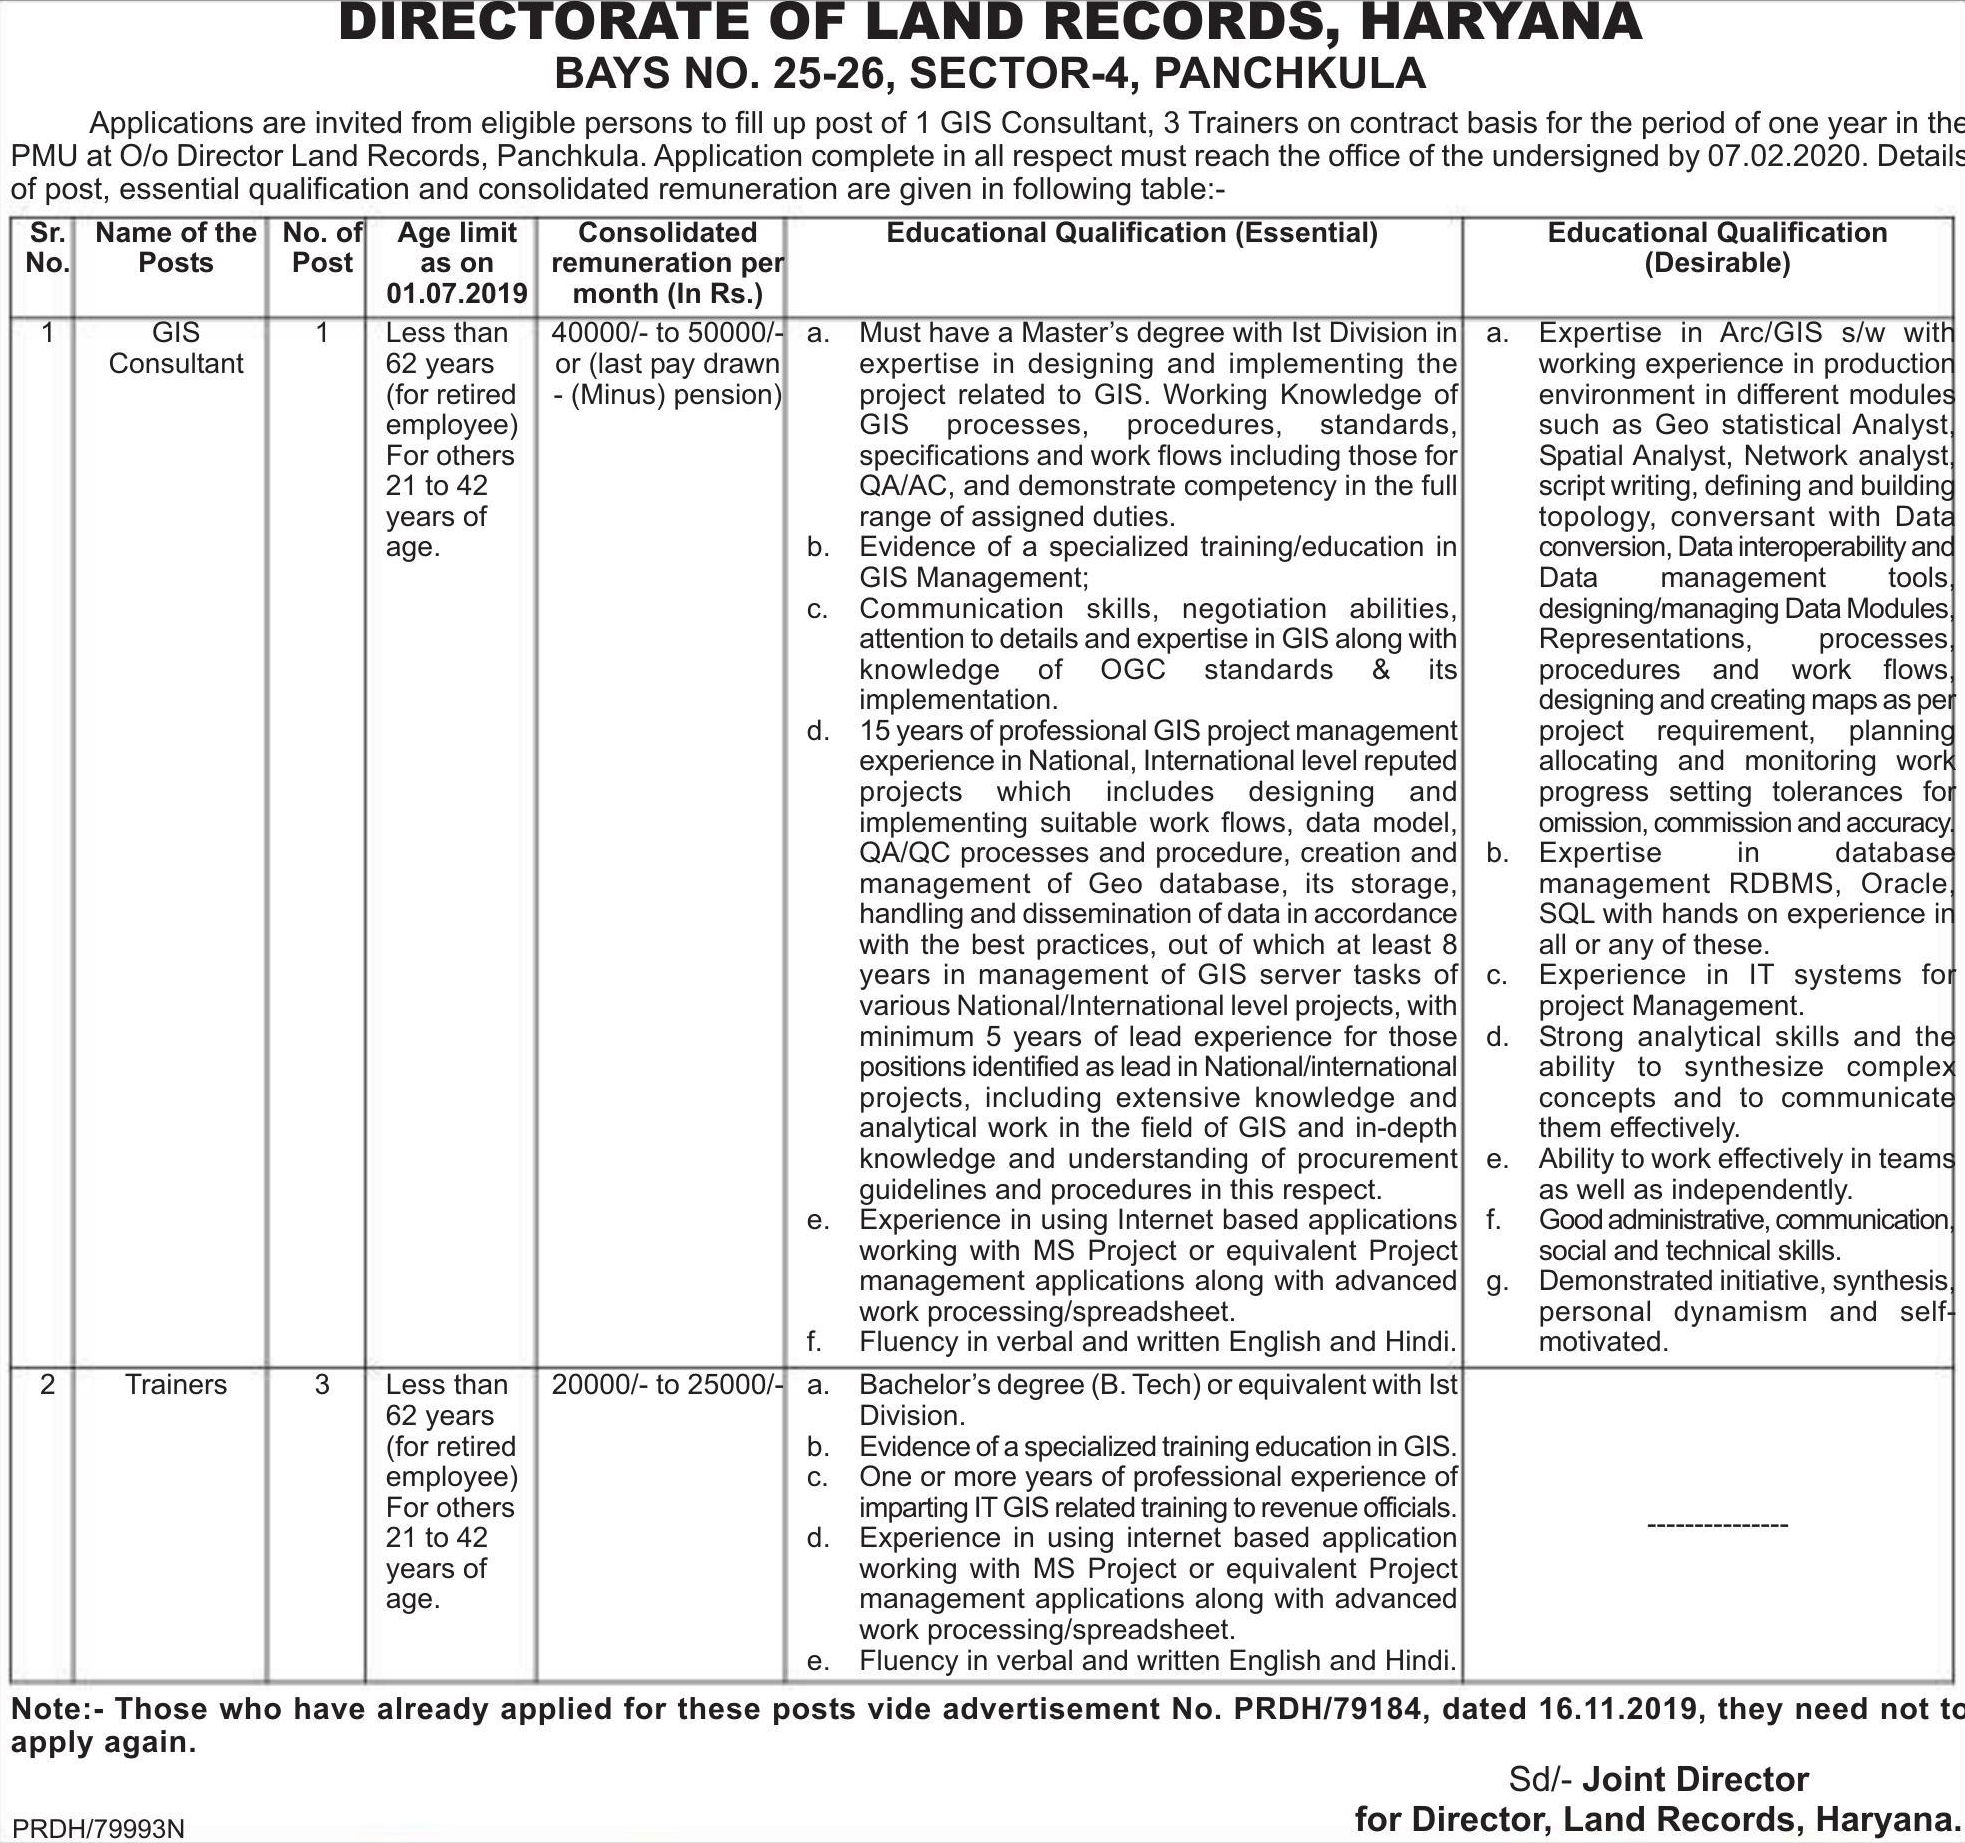 DIRECTORATE OF LAND RECORDS, HARYANA
BAYS NO. 25-26, SECTOR-4, PANCHKULA
Applications are invited from eligible persons to fill up post of 1 GIS Consultant, 3 Trainers on contract basis for the period of one year in the
PMU at O/o Director Land Records, Panchkula. Application complete in all respect must reach the office of the undersigned by 07.02.2020. Details
of post, essential qualification and consolidated remuneration are given in following table:-
Sr. No.
Name of the Posts
No. of Post
Age limit
as on
01.07.2019
Consolidated
remuneration per
month (In Rs.)
Educational Qualification (Essential)
Educational Qualification
(Desirable)
1
GIS
Consultant
1
Less than
62 years
(for retired
employee)
For others
21 to 42
years of
age.
40000/- to 50000/-
or (last pay drawn
- (Minus) pension)
a. Must have a Master's degree with Ist Division in
expertise in designing and implementing the
project related to GIS. Working Knowledge of
GIS processes, procedures, standards,
specifications and work flows including those for
QA/AC, and demonstrate competency in the full
range of assigned duties.
b. Evidence of a specialized training/education in
GIS Management;
c. Communication skills, negotiation abilities,
attention to details and expertise in GIS along with
knowledge of OGC standards & its
implementation.
d. 15 years of professional GIS project management
experience in National, International level reputed
projects which includes designing and
implementing suitable work flows, data model,
QA/QC processes and procedure, creation and
management of Geo database, its storage,
handling and dissemination of data in accordance
with the best practices, out of which at least 8
years in management of GIS server tasks of
various National/International level projects, with
minimum 5 years of lead experience for those
positions identified as lead in National/international
projects, including extensive knowledge and
analytical work in the field of GIS and in-depth
knowledge and understanding of procurement
guidelines and procedures in this respect.
e. Experience in using Internet based applications
working with MS Project or equivalent Project
management applications along with advanced
work processing/spreadsheet.
f. Fluency in verbal and written English and Hindi.
a. Expertise in Arc/GIS s/w with
working experience in production
environment in different modules
such as Geo statistical Analyst,
Spatial Analyst, Network analyst,
script writing, defining and building
topology, conversant with Data
conversion, Data interoperability and
Data management tools,
designing/managing Data Modules,
Representations, processes,
procedures and work flows,
designing and creating maps as per
project requirement, planning
allocating and monitoring work
progress setting tolerances for
omission, commission and accuracy.
b. Expertise in database
management RDBMS, Oracle,
SQL with hands on experience in
all or any of these.
c. Experience in IT systems for
project Management.
d. Strong analytical skills and the
ability to synthesize complex
concepts and to communicate
them effectively.
e. Ability to work effectively in teams
as well as independently.
f. Good administrative, communication,
social and technical skills.
g. Demonstrated initiative, synthesis,
personal dynamism and self-
motivated.
2
Trainers
3
Less than
62 years
(for retired
employee)
For others
21 to 42
years of
age.
20000/- to 25000/-
a. Bachelor's degree (B. Tech) or equivalent with Ist
Division.
b. Evidence of a specialized training education in GIS.
c. One or more years of professional experience of
imparting IT GIS related training to revenue officials.
d. Experience in using internet based application
working with MS Project or equivalent Project
management applications along with advanced
work processing/spreadsheet.
e. Fluency in verbal and written English and Hindi.
---------------
Note:- Those who have already applied for these posts vide advertisement No. PRDH/79184, dated 16.11.2019, they need not to
apply again.
Sd/- Joint Director
for Director, Land Records, Haryana.
PRDH/79993N